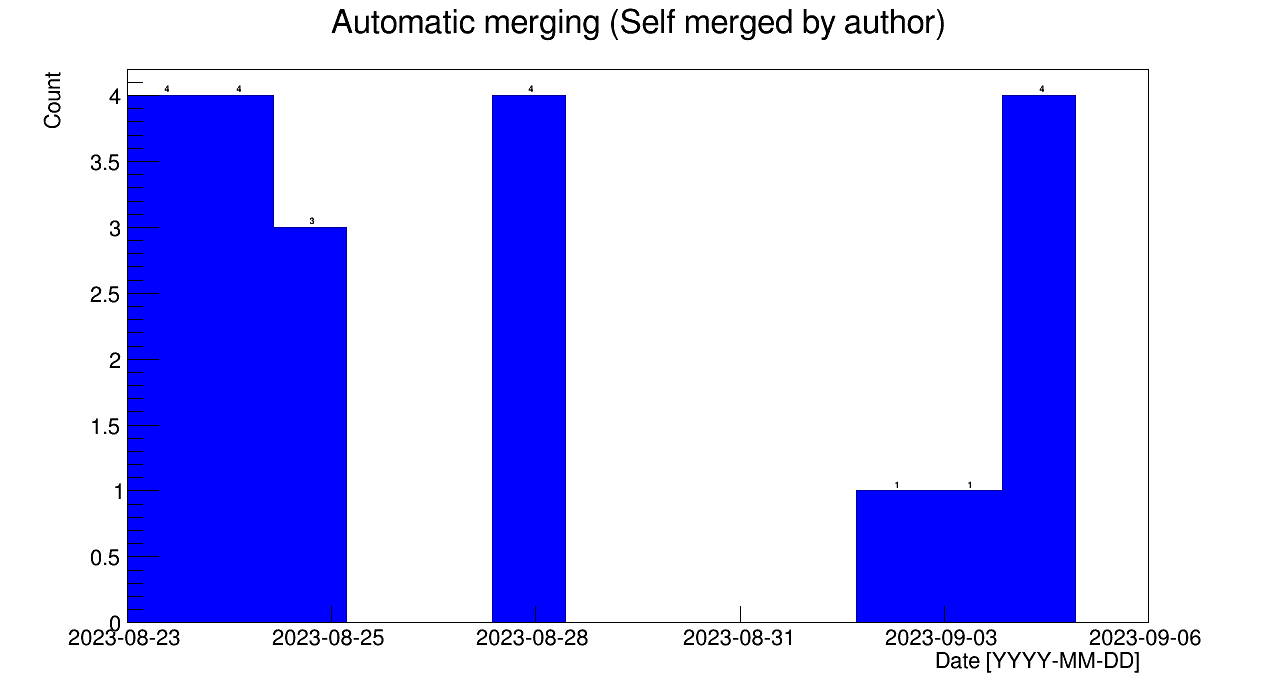 Automatic merging (Self merged by author)
Count
4
3.5
3
2.5
2
1.5
1
0.5
0
4 4 3 4 1 1 4
2023-08-23 2023-08-25 2023-08-28 2023-08-31 2023-09-03 2023-09-06
Date [YYYY-MM-DD]